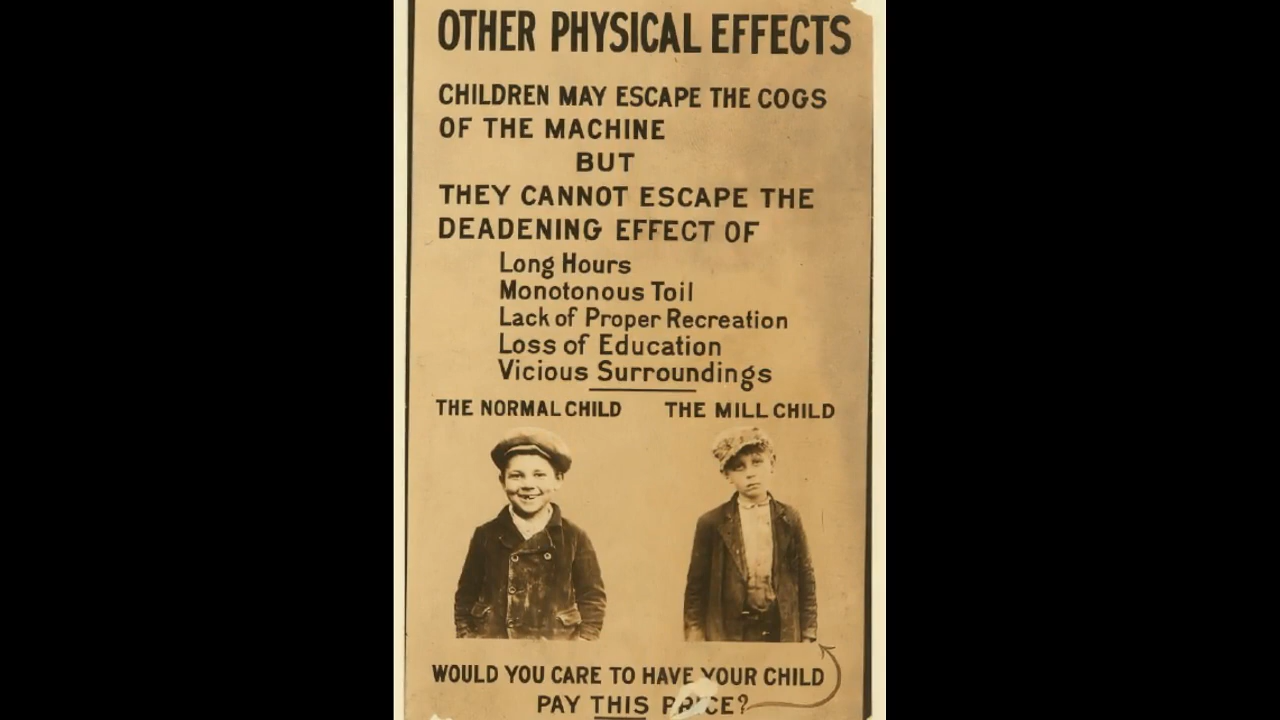 OTHER PHYSICAL EFFECTS
CHILDREN MAY ESCAPE THE COGS
OF THE MACHINE
BUT
THEY CANNOT ESCAPE THE
DEADENING EFFECT OF
Long Hours
Monotonous Toil
Lack of Proper Recreation
Loss of Education
Vicious Surroundings
THE NORMAL CHILD THE MILL CHILD
WOULD YOU CARE TO HAVE YOUR CHILD
PAY THIS PRICE?